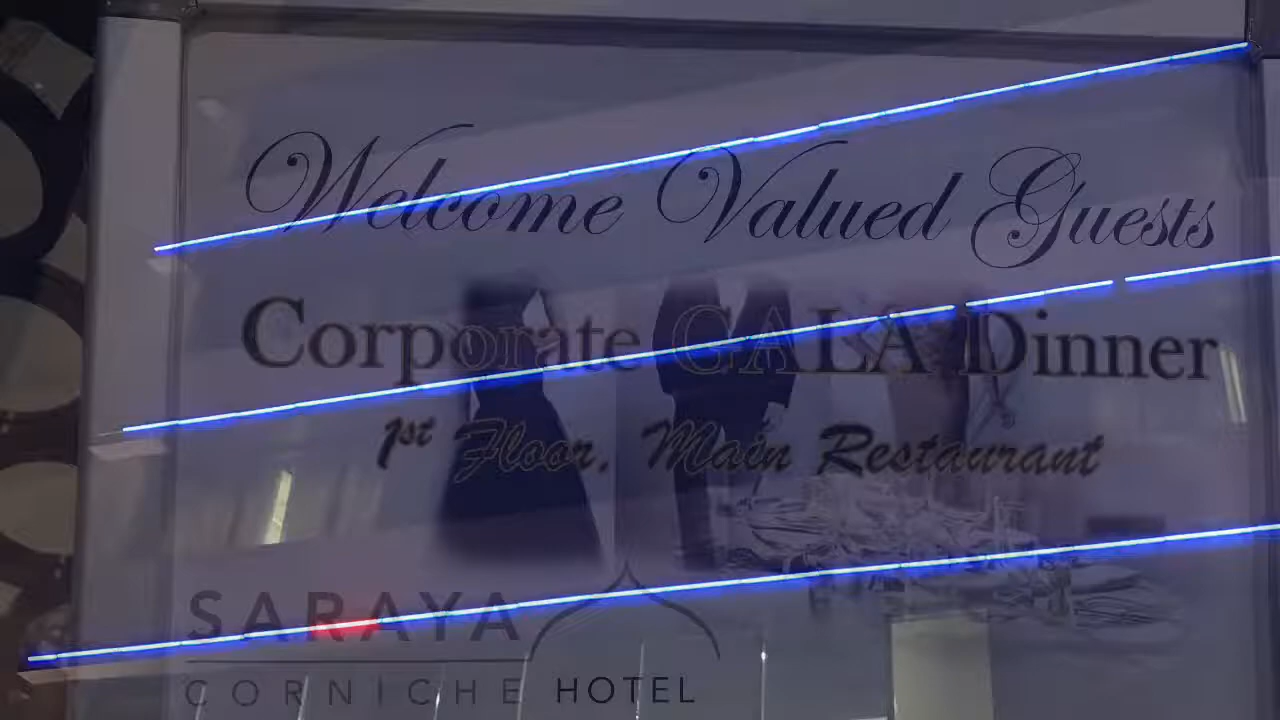 Welcome Valued Guests
Corporate GALA Dinner
1st Floor, Main Restaurant
SARAYA
CORNICHE HOTEL